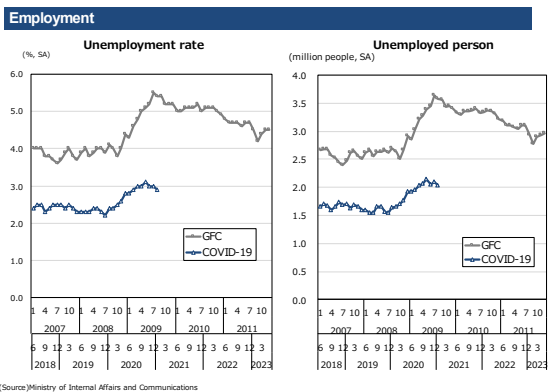 Employment
Unemployment rate
(%, SA)
6.0
5.0
4.0
3.0
2.0
1.0
0.0
GFC
COVID-19
1 4 7 10 1 4 7 10 1 4 7 10 1 4 7 10 1 4 7 10
2007 2008 2009 2010 2011
6 9 12 3 6 9 12 3 6 9 12 3 6 9 12 3 6 9 12 3 6
2018 2019 2020 2021 2022 2023
Unemployed person
(million people, SA)
4.0
3.5
3.0
2.5
2.0
1.5
1.0
0.5
0.0
GFC
COVID-19
1 4 7 10 1 4 7 10 1 4 7 10 1 4 7 10 1 4 7 10
2007 2008 2009 2010 2011
6 9 12 3 6 9 12 3 6 9 12 3 6 9 12 3 6 9 12 3
2018 2019 2020 2021 2022 2023
(Source)Ministry of Internal Affairs and Communications